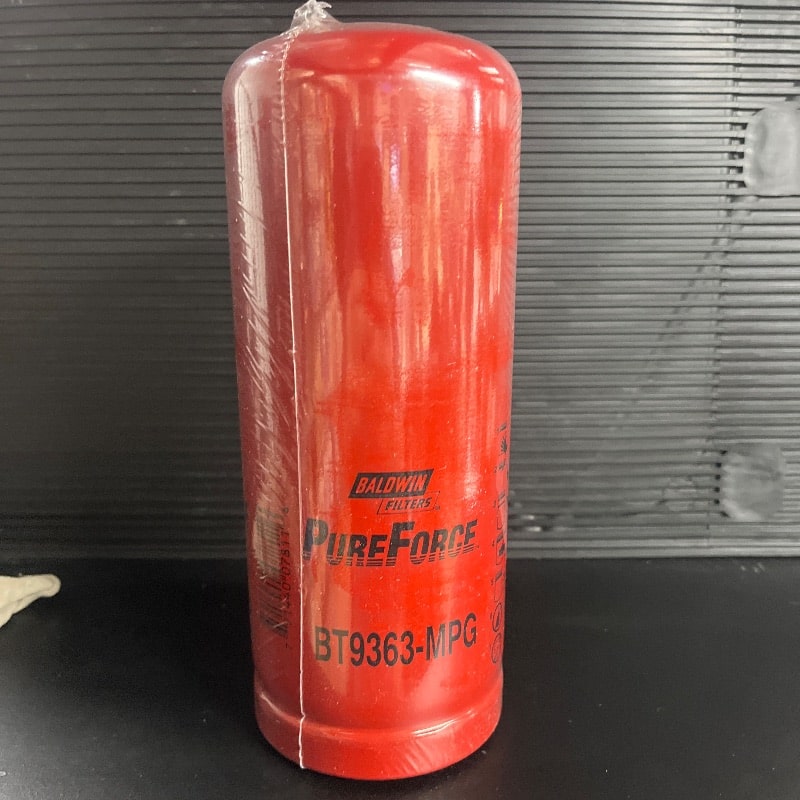 BALDWIN
FILTERS
PUREFORCE
BT9363-MPG